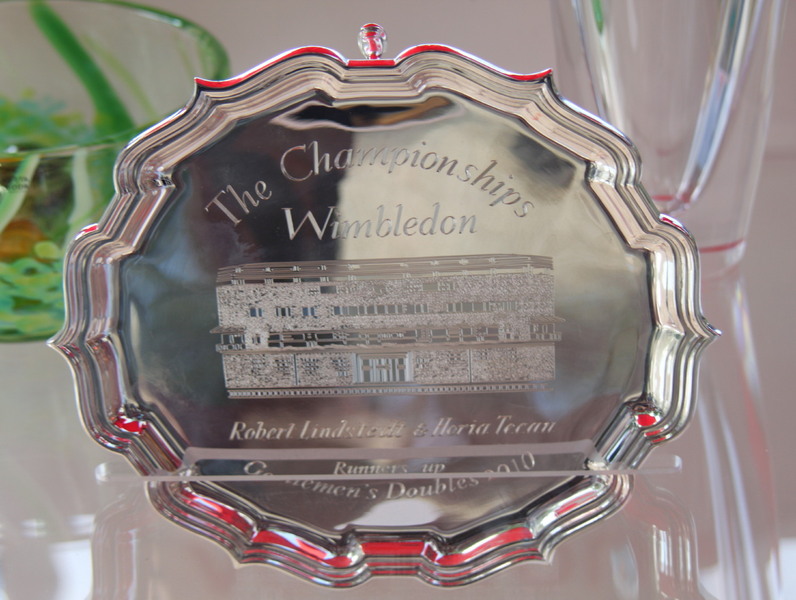 The Championships
Wimbledon
Robert Lindstedt & Horia Tecau
Runners up
Gentlemen's Doubles 2010